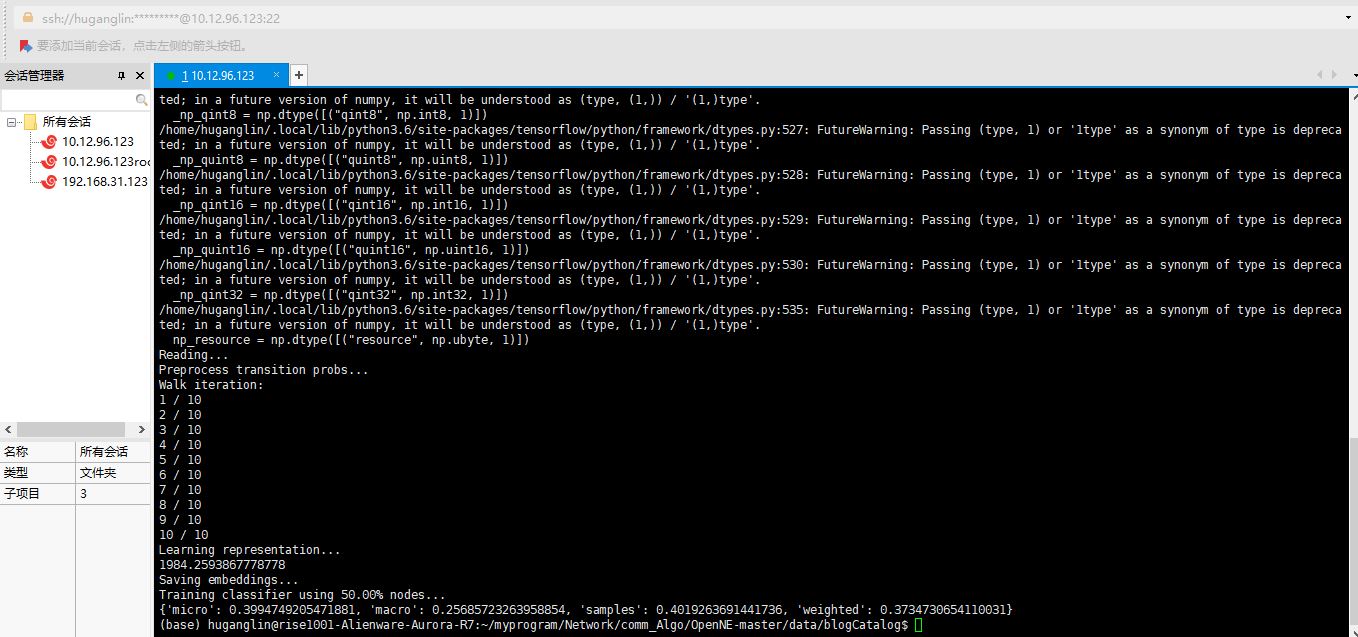 ssh://huganglin:*********@10.12.96.123:22
要添加当前会话，点击左侧的箭头按钮。
会话管理器
1 10.12.96.123 × +
所有会话
10.12.96.123
10.12.96.123roo
192.168.31.123
名称 所有会话
类型 文件夹
子项目 3
ted; in a future version of numpy, it will be understood as (type, (1,)) / '(1,)type'.
_np_qint8 = np.dtype([("qint8", np.int8, 1)])
/home/huganglin/.local/lib/python3.6/site-packages/tensorflow/python/framework/dtypes.py:527: FutureWarning: Passing (type, 1) or '1type' as a synonym of type is depreca
ted; in a future version of numpy, it will be understood as (type, (1,)) / '(1,)type'.
_np_quint8 = np.dtype([("quint8", np.uint8, 1)])
/home/huganglin/.local/lib/python3.6/site-packages/tensorflow/python/framework/dtypes.py:528: FutureWarning: Passing (type, 1) or '1type' as a synonym of type is depreca
ted; in a future version of numpy, it will be understood as (type, (1,)) / '(1,)type'.
_np_qint16 = np.dtype([("qint16", np.int16, 1)])
/home/huganglin/.local/lib/python3.6/site-packages/tensorflow/python/framework/dtypes.py:529: FutureWarning: Passing (type, 1) or '1type' as a synonym of type is depreca
ted; in a future version of numpy, it will be understood as (type, (1,)) / '(1,)type'.
_np_quint16 = np.dtype([("quint16", np.uint16, 1)])
/home/huganglin/.local/lib/python3.6/site-packages/tensorflow/python/framework/dtypes.py:530: FutureWarning: Passing (type, 1) or '1type' as a synonym of type is depreca
ted; in a future version of numpy, it will be understood as (type, (1,)) / '(1,)type'.
_np_qint32 = np.dtype([("qint32", np.int32, 1)])
/home/huganglin/.local/lib/python3.6/site-packages/tensorflow/python/framework/dtypes.py:535: FutureWarning: Passing (type, 1) or '1type' as a synonym of type is depreca
ted; in a future version of numpy, it will be understood as (type, (1,)) / '(1,)type'.
np_resource = np.dtype([("resource", np.ubyte, 1)])
Reading...
Preprocess transition probs...
Walk iteration:
1 / 10
2 / 10
3 / 10
4 / 10
5 / 10
6 / 10
7 / 10
8 / 10
9 / 10
10 / 10
Learning representation...
1984.2593867778778
Saving embeddings...
Training classifier using 50.00% nodes...
{'micro': 0.3994749205471881, 'macro': 0.25685723263958854, 'samples': 0.4019263691441736, 'weighted': 0.3734730654110031}
(base) huganglin@rise1001-Alienware-Aurora-R7:~/myprogram/Network/comm_Algo/OpenNE-master/data/blogCatalog$